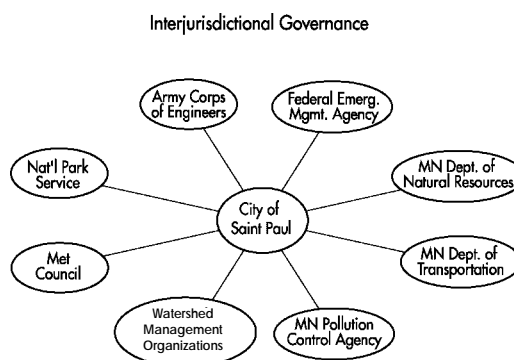 Interjurisdictional Governance
Army Corps
of Engineers
Federal Emerg.
Mgmt. Agency
Nat'l Park
Service
MN Dept. of
Natural Resources
City of
Saint Paul
Met
Council
MN Dept. of
Transportation
Watershed
Management
Organizations
MN Pollution
Control Agency